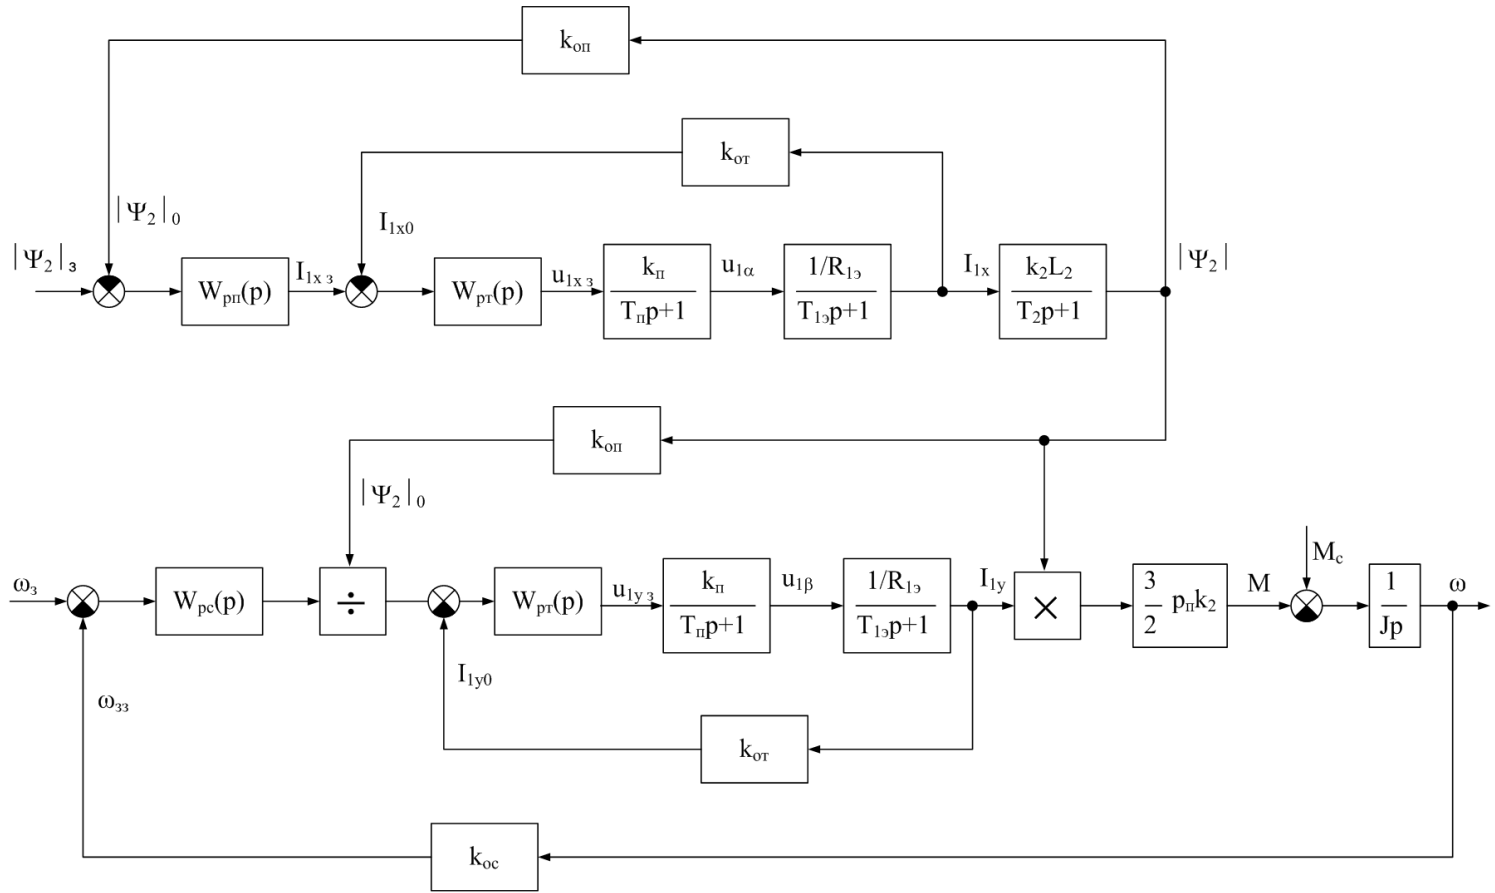 kоп
kот
|Ψ2|0
I1x0
|Ψ2|з
Wрп(p)
I1x з
Wрт(p)
u1x з
kп
Tпp+1
u1α
1/R1э
T1эp+1
I1x
k2L2
T2p+1
|Ψ2|
kоп
|Ψ2|0
Mс
ωз
Wрс(p)
÷
Wрт(p)
u1y з
kп
Tпp+1
u1β
1/R1э
T1эp+1
I1y
×
3
2
pпk2
M
1
Jp
ω
I1y0
ωзз
kот
kос